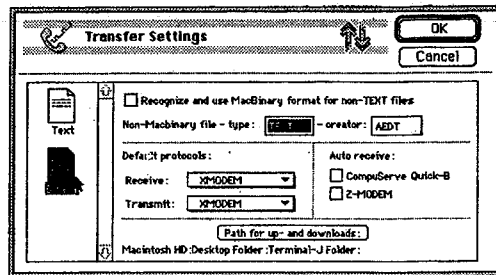 Transfer Settings
OK
Cancel
Text
Recognize and use MacBinary format for non-TEXT files
Non-Macbinary file - type: - creator: AEDT
Default protocols:
Receive: XMODEM
Transmit: XMODEM
Auto receive:
CompuServe Quick-B
Z-MODEM
Path for up- and downloads:
Macintosh HD:Desktop Folder:Terminal-J Folder: